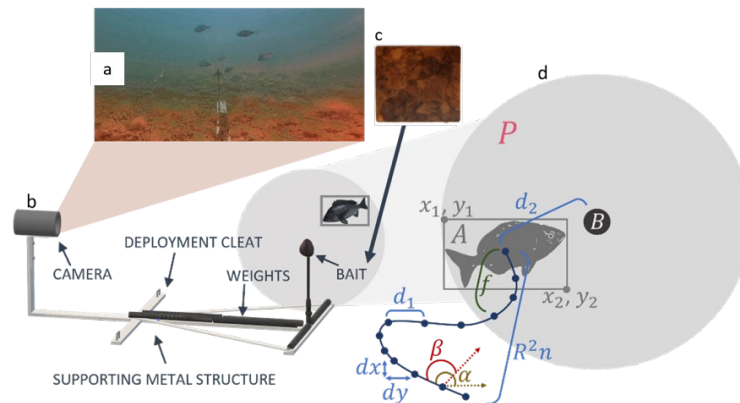 a
c
d
P
b
x₁, y₁
d₂
B
A
DEPLOYMENT CLEAT
CAMERA
WEIGHTS
BAIT
f
x₂, y₂
d₁
R²n
β
α
dx
dy
SUPPORTING METAL STRUCTURE